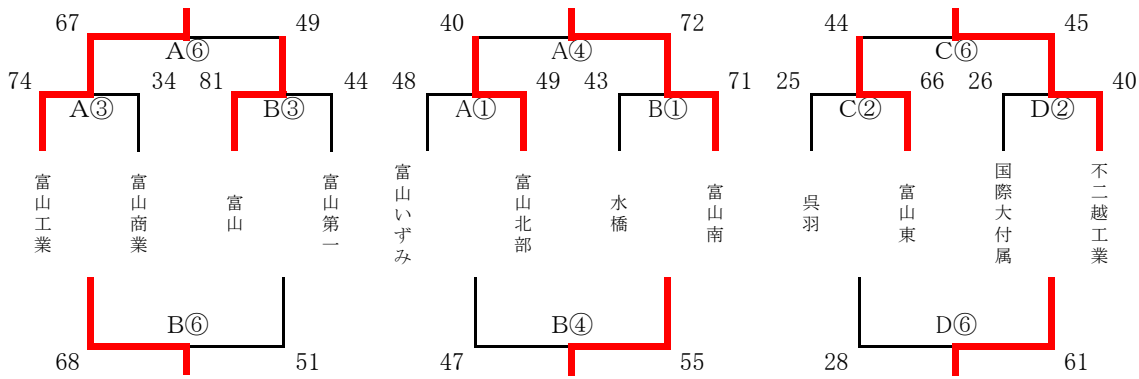 67 49 40 72 44 45
A⑥ A④ C⑥
74 34 81 44 48 49 43 71 25 66 26 40
A③ B③ A① B① C② D②
富山工業
富山商業
富山
富山第一
富山いずみ
富山北部
水橋
富山南
呉羽
富山東
国際大付属
不二越工業
B⑥ B④ D⑥
68 51 47 55 28 61